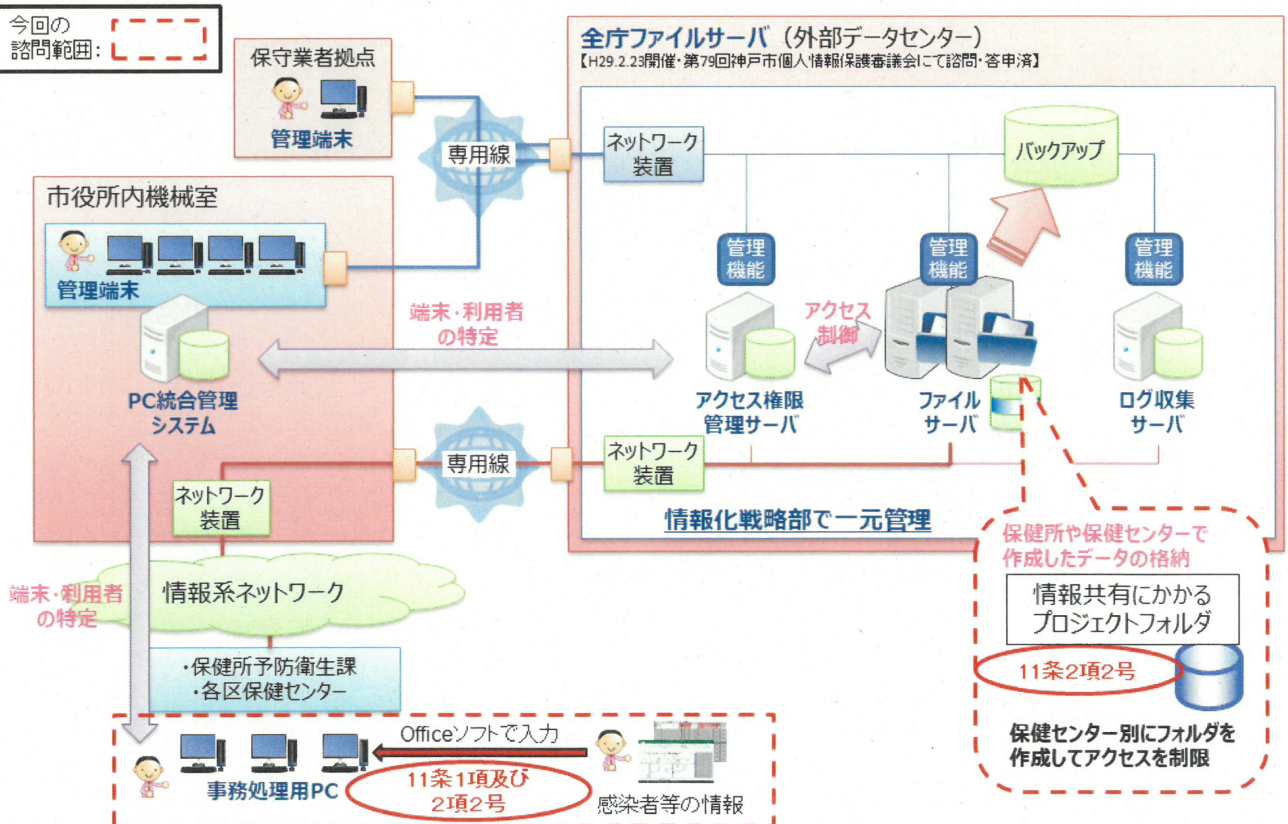 今回の
諮問範囲:
保守業者拠点
管理端末
専用線
全庁ファイルサーバ（外部データセンター）
【H29.2.23開催・第79回神戸市個人情報保護審議会にて諮問・答申済】
ネットワーク
装置
バックアップ
市役所内機械室
管理端末
PC統合管理
システム
端末・利用者
の特定
管理
機能
管理
機能
管理
機能
アクセス
制御
アクセス権限
管理サーバ
ファイル
サーバ
ログ収集
サーバ
専用線
ネットワーク
装置
情報化戦略部で一元管理
ネットワーク
装置
情報系ネットワーク
端末・利用者
の特定
・保健所予防衛生課
・各区保健センター
保健所や保健センターで
作成したデータの格納
情報共有にかかる
プロジェクトフォルダ
11条2項2号
保健センター別にフォルダを
作成してアクセスを制限
Officeソフトで入力
事務処理用PC
11条1項及び
2項2号
感染者等の情報